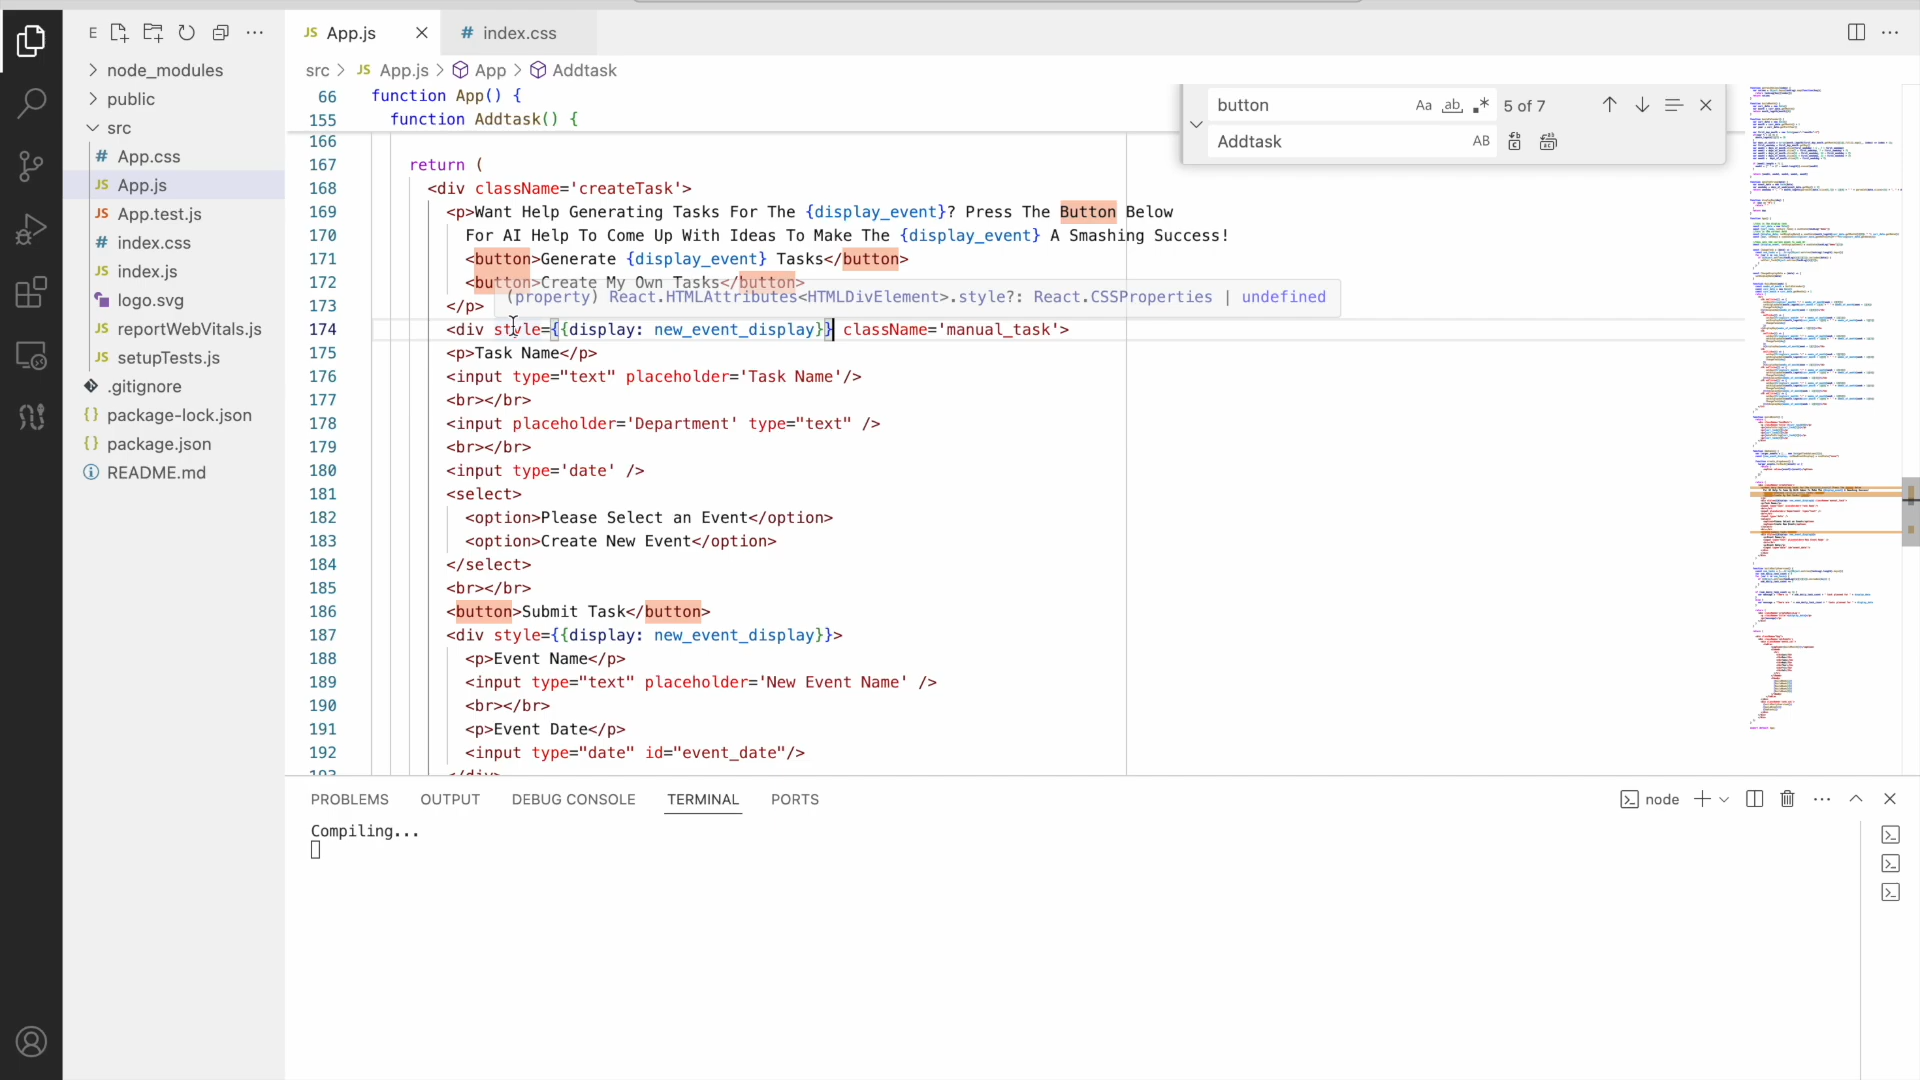 E
JS App.js
# index.css
src > JS App.js > App > Addtask
node_modules
public
src
# App.css
JS App.js
JS App.test.js
# index.css
JS index.js
logo.svg
JS reportWebVitals.js
JS setupTests.js
.gitignore
{} package-lock.json
{} package.json
README.md
button Aa ab 5 of 7
Addtask AB
66 function App() {
155 function Addtask() {
166
167 return (
168 <div className='createTask'>
169 <p>Want Help Generating Tasks For The {display_event}? Press The Button Below
170 For AI Help To Come Up With Ideas To Make The {display_event} A Smashing Success!
171 <button>Generate {display_event} Tasks</button>
172 <button>Create My Own Tasks</button>
(property) React.HTMLAttributes<HTMLDivElement>.style?: React.CSSProperties | undefined
173 </p>
174 <div style={{display: new_event_display}} className='manual_task'>
175 <p>Task Name</p>
176 <input type="text" placeholder='Task Name'/>
177 <br></br>
178 <input placeholder='Department' type="text" />
179 <br></br>
180 <input type='date' />
181 <select>
182 <option>Please Select an Event</option>
183 <option>Create New Event</option>
184 </select>
185 <br></br>
186 <button>Submit Task</button>
187 <div style={{display: new_event_display}}>
188 <p>Event Name</p>
189 <input type="text" placeholder='New Event Name' />
190 <br></br>
191 <p>Event Date</p>
192 <input type="date" id="event_date"/>
193 </div>
PROBLEMS OUTPUT DEBUG CONSOLE TERMINAL PORTS
node
Compiling...